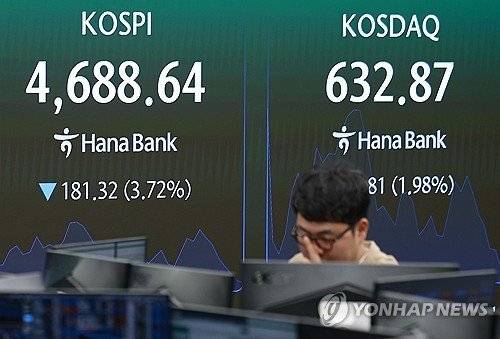 KOSPI
4,688.64
Hana Bank
▼ 181.32 (3.72%)
KOSDAQ
632.87
Hana Bank
81 (1.98%)
YONHAP NEWS